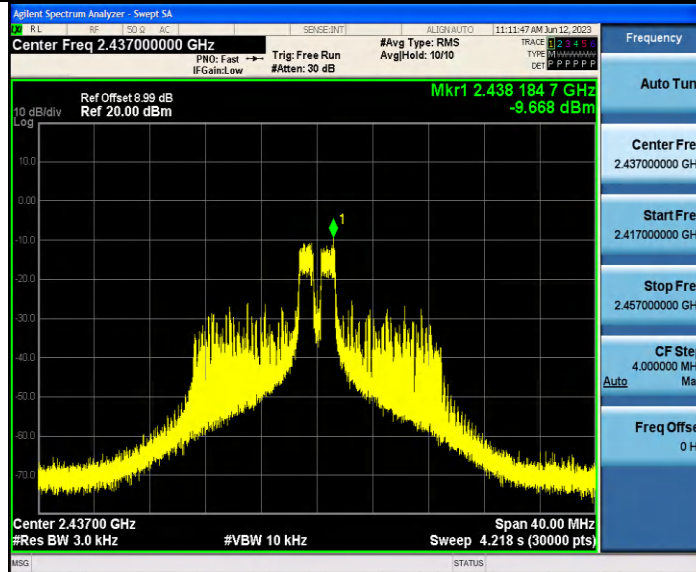 Agilent Spectrum Analyzer - Swept SA
RL RF 50 Ω AC SENSE:INT ALIGNAUTO 11:11:47 AM Jun 12, 2023
Center Freq 2.437000000 GHz
PNO: Fast
IFGain:Low
Trig: Free Run
#Atten: 30 dB
#Avg Type: RMS
Avg|Hold: 10/10
TRACE 1 2 3 4 5 6
TYPE M
DET P P P P P P
Ref Offset 8.99 dB
Ref 20.00 dBm
10 dB/div
Log
Mkr1 2.438 184 7 GHz
-9.668 dBm
10.0
0.00
-10.0
-20.0
-30.0
-40.0
-50.0
-60.0
-70.0
1
Center 2.43700 GHz
Span 40.00 MHz
#Res BW 3.0 kHz
#VBW 10 kHz
Sweep 4.218 s (30000 pts)
MSG
STATUS
Frequency
Auto Tun
Center Fre
2.437000000 GH
Start Fre
2.417000000 GH
Stop Fre
2.457000000 GH
CF Ste
4.000000 MH
Auto Ma
Freq Offse
0 H